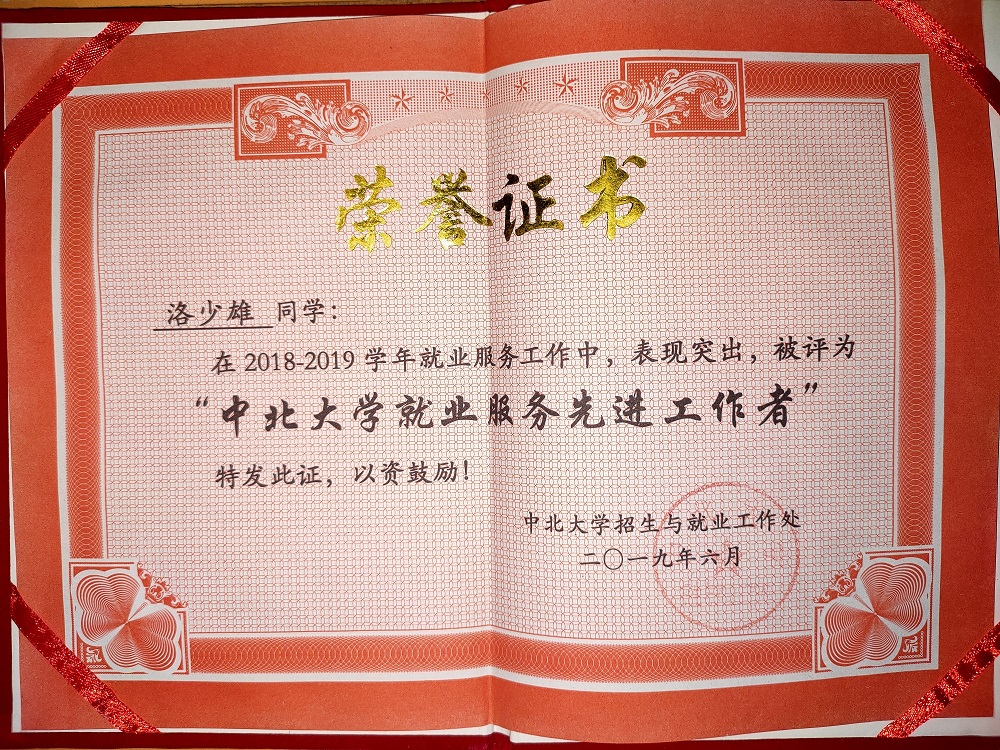 荣誉证书
洛少雄 同学：
在 2018-2019 学年就业服务工作中，表现突出，被评为
“中北大学就业服务先进工作者”
特发此证，以资鼓励！
中北大学招生与就业工作处
二〇一九年六月